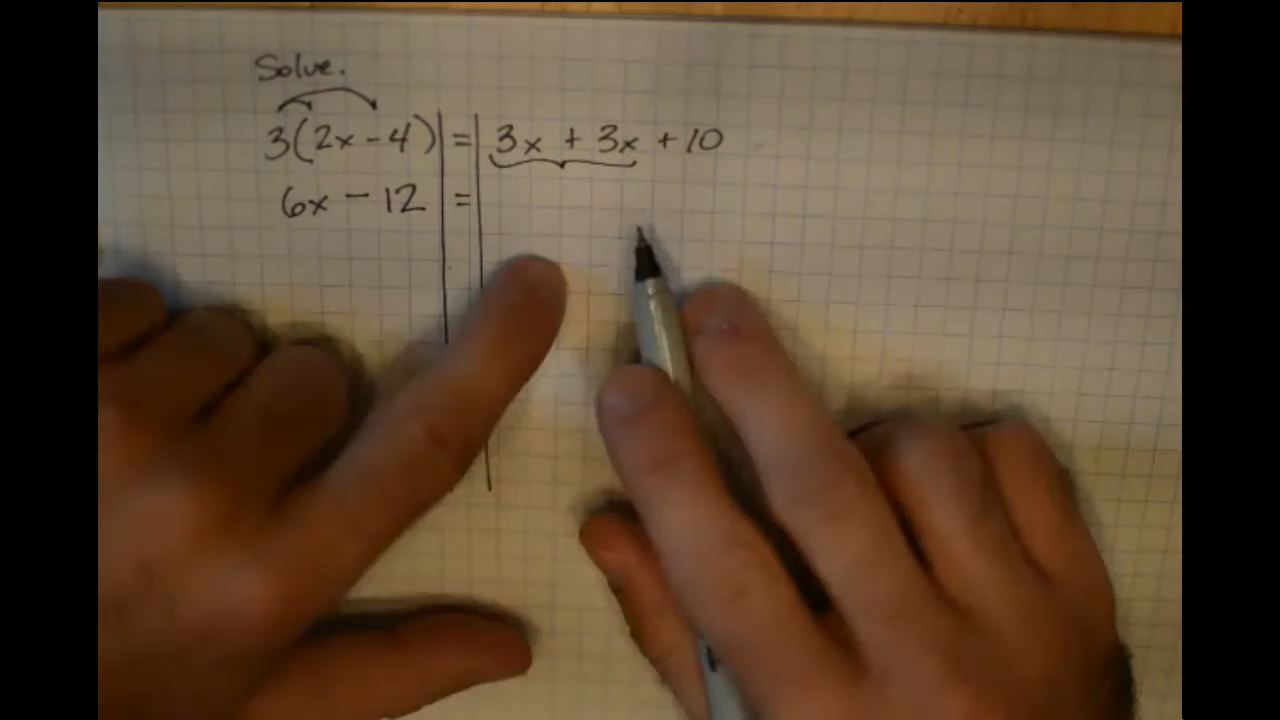 Solve.
3(2x - 4) = 3x + 3x + 10
6x - 12 =